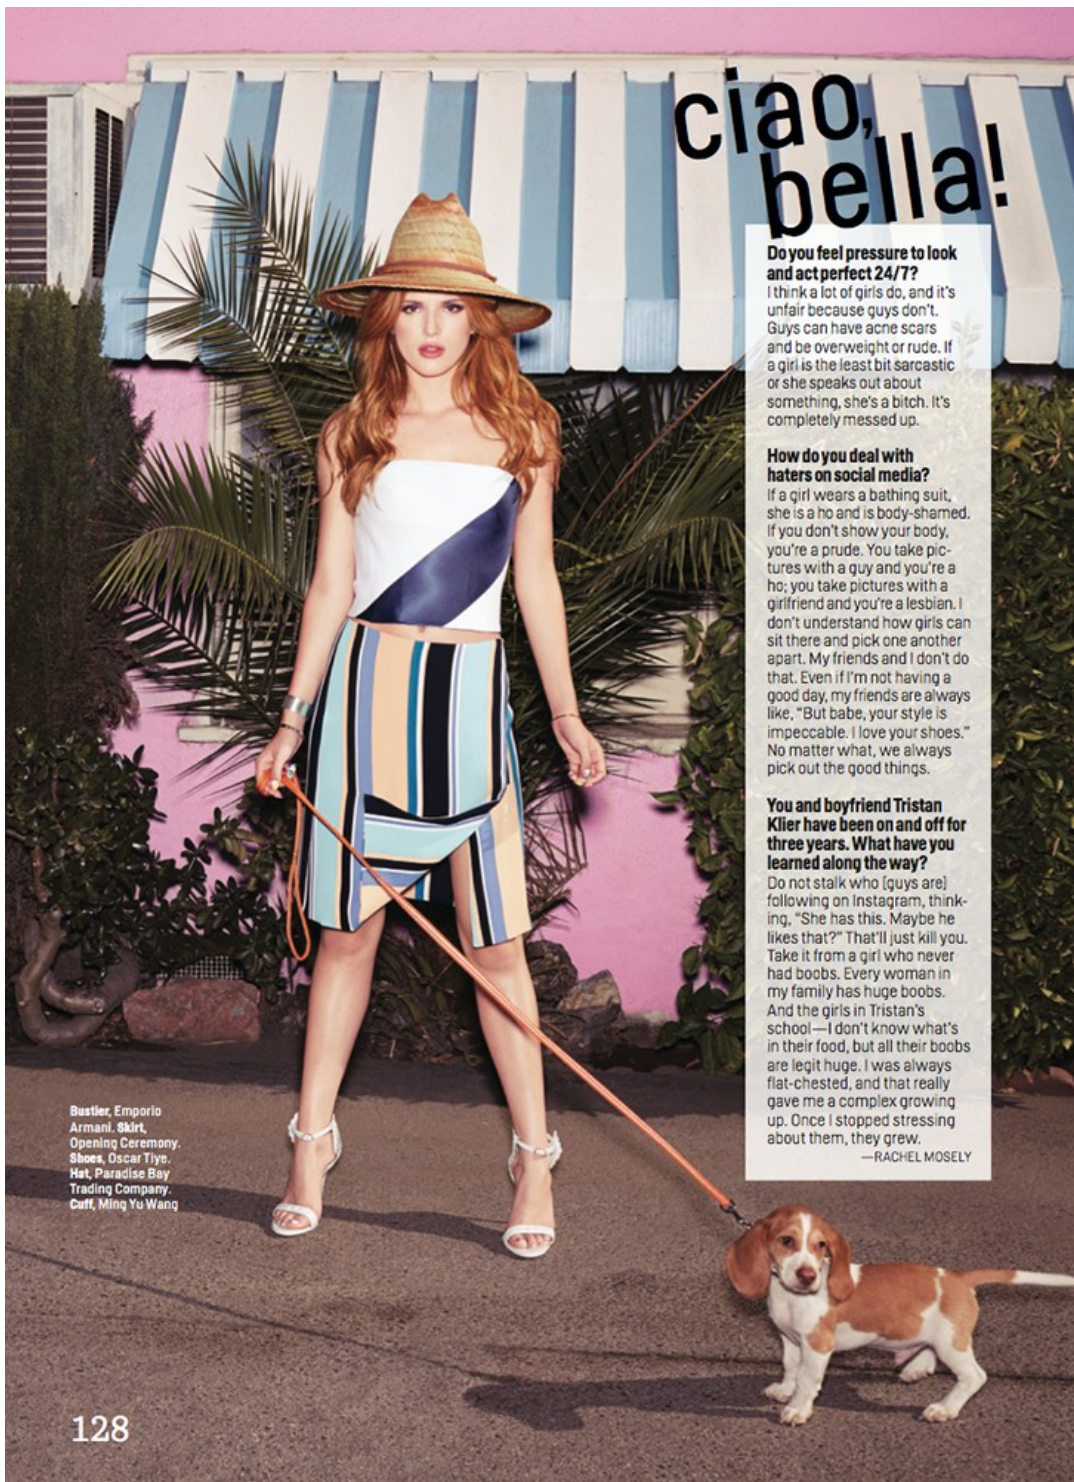 ciao,
bella!
Do you feel pressure to look
and act perfect 24/7?
I think a lot of girls do, and it's
unfair because guys don't.
Guys can have acne scars
and be overweight or rude. If
a girl is the least bit sarcastic
or she speaks out about
something, she's a bitch. It's
completely messed up.
How do you deal with
haters on social media?
If a girl wears a bathing suit,
she is a ho and is body-shamed.
If you don't show your body,
you're a prude. You take pic-
tures with a guy and you're a
ho; you take pictures with a
girlfriend and you're a lesbian. I
don't understand how girls can
sit there and pick one another
apart. My friends and I don't do
that. Even if I'm not having a
good day, my friends are always
like, "But babe, your style is
impeccable. I love your shoes."
No matter what, we always
pick out the good things.
You and boyfriend Tristan
Klier have been on and off for
three years. What have you
learned along the way?
Do not stalk who [guys are]
following on Instagram, think-
ing, "She has this. Maybe he
likes that?" That'll just kill you.
Take it from a girl who never
had boobs. Every woman in
my family has huge boobs.
And the girls in Tristan's
school—I don't know what's
in their food, but all their boobs
are legit huge. I was always
flat-chested, and that really
gave me a complex growing
up. Once I stopped stressing
about them, they grew.
—RACHEL MOSELY
Bustier, Emporio
Armani. Skirt,
Opening Ceremony.
Shoes, Oscar Tiye.
Hat, Paradise Bay
Trading Company.
Cuff, Ming Yu Wang
128